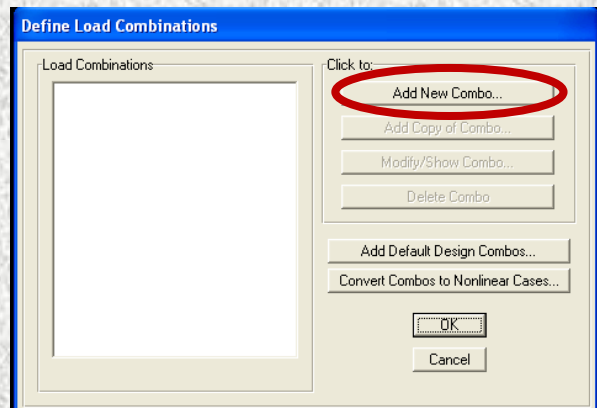 Define Load Combinations
Load Combinations
Click to:
Add New Combo...
Add Copy of Combo...
Modify/Show Combo...
Delete Combo
Add Default Design Combos...
Convert Combos to Nonlinear Cases...
OK
Cancel